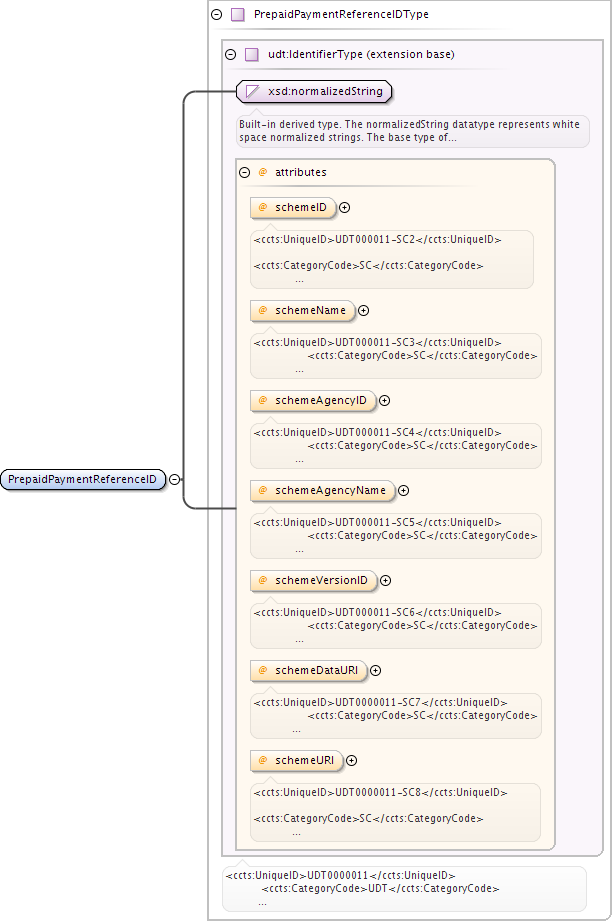 PrepaidPaymentReferenceIDType
udt:IdentifierType (extension base)
xsd:normalizedString
Built-in derived type. The normalizedString datatype represents white
space normalized strings. The base type of...
@ attributes
@ schemeID
<ccts:UniqueID>UDT000011-SC2</ccts:UniqueID>
<ccts:CategoryCode>SC</ccts:CategoryCode>
...
@ schemeName
<ccts:UniqueID>UDT000011-SC3</ccts:UniqueID>
<ccts:CategoryCode>SC</ccts:CategoryCode>
...
@ schemeAgencyID
<ccts:UniqueID>UDT000011-SC4</ccts:UniqueID>
<ccts:CategoryCode>SC</ccts:CategoryCode>
...
PrepaidPaymentReferenceID
@ schemeAgencyName
<ccts:UniqueID>UDT000011-SC5</ccts:UniqueID>
<ccts:CategoryCode>SC</ccts:CategoryCode>
...
@ schemeVersionID
<ccts:UniqueID>UDT000011-SC6</ccts:UniqueID>
<ccts:CategoryCode>SC</ccts:CategoryCode>
...
@ schemeDataURI
<ccts:UniqueID>UDT0000011-SC7</ccts:UniqueID>
<ccts:CategoryCode>SC</ccts:CategoryCode>
...
@ schemeURI
<ccts:UniqueID>UDT0000011-SC8</ccts:UniqueID>
<ccts:CategoryCode>SC</ccts:CategoryCode>
...
<ccts:UniqueID>UDT0000011</ccts:UniqueID>
<ccts:CategoryCode>UDT</ccts:CategoryCode>
...